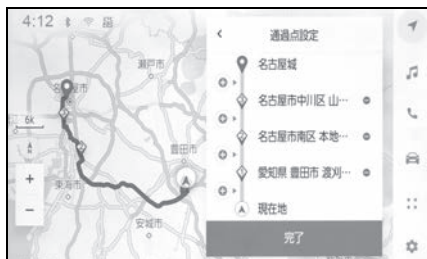 4:12
通過点設定
名古屋城
名古屋市中川区 山…
名古屋市南区 本地…
愛知県 豊田市 渡刈…
現在地
完了
瀬戸市
豊田市
東海市
安城市
6k
+
−
A